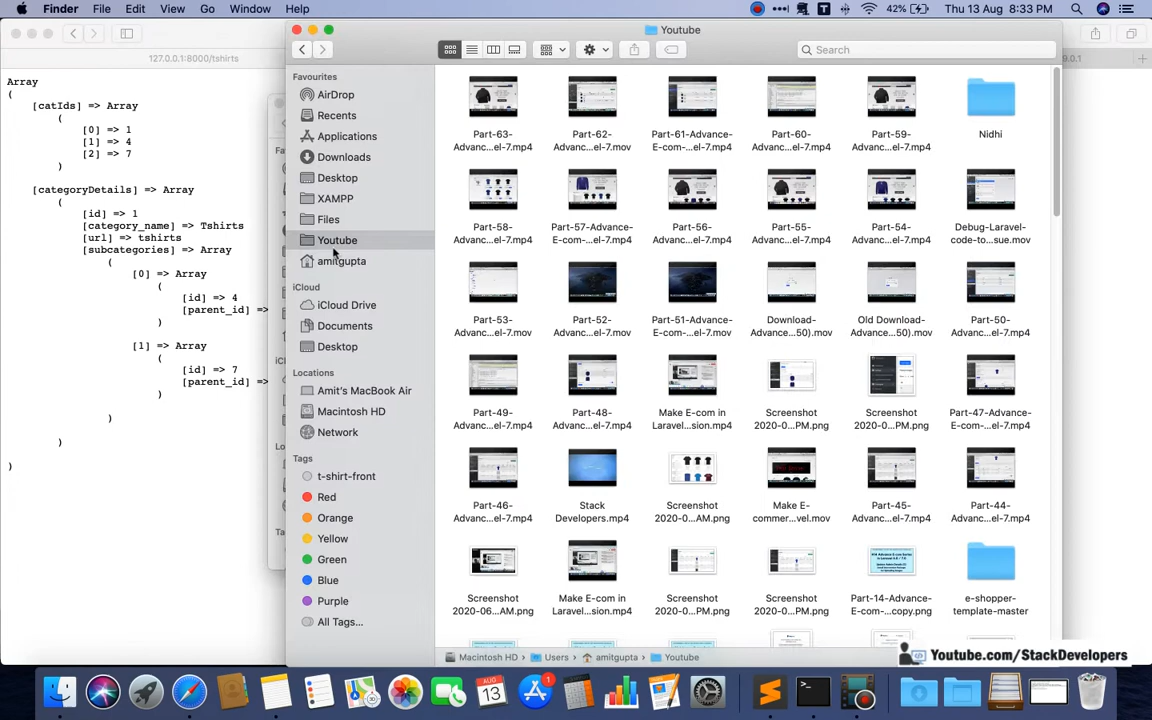 Finder File Edit View Go Window Help
42% Thu 13 Aug 8:33 PM
127.0.0.1:8000/tshirts
Array
(
[catIds] => Array
(
[0] => 1
[1] => 4
[2] => 7
)
[categoryDetails] => Array
(
[id] => 1
[category_name] => Tshirts
[url] => tshirts
[subcategories] => Array
(
[0] => Array
(
[id] => 4
[parent_id] =>
)
[1] => Array
(
[id] => 7
[parent_id] =>
)
)
)
)
Youtube
Search
Favourites
AirDrop
Recents
Applications
Downloads
Desktop
XAMPP
Files
Youtube
amitgupta
iCloud
iCloud Drive
Documents
Desktop
Locations
Amit's MacBook Air
Macintosh HD
Network
Tags
t-shirt-front
Red
Orange
Yellow
Green
Blue
Purple
All Tags...
Part-63-
Advanc...el-7.mp4
Part-62-
Advanc...el-7.mov
Part-61-Advance-
E-com-...el-7.mp4
Part-60-
Advanc...el-7.mp4
Part-59-
Advanc...el-7.mp4
Nidhi
Part-58-
Advanc...el-7.mp4
Part-57-Advance-
E-com-...el-7.mp4
Part-56-
Advanc...el-7.mp4
Part-55-
Advanc...el-7.mp4
Part-54-
Advanc...el-7.mp4
Debug-Laravel-
code-to...sue.mov
Part-53-
Advanc...el-7.mov
Part-52-
Advanc...el-7.mov
Part-51-Advance-
E-com-...el-7.mov
Download-
Advance...50).mov
Old Download-
Advance...50).mov
Part-50-
Advanc...el-7.mp4
Part-49-
Advanc...el-7.mp4
Part-48-
Advanc...el-7.mp4
Make E-com in
Laravel...sion.mp4
Screenshot
2020-0...PM.png
Screenshot
2020-0...PM.png
Part-47-Advance-
E-com-...el-7.mp4
Part-46-
Advanc...el-7.mp4
Stack
Developers.mp4
Screenshot
2020-0...AM.png
Make E-
commer...vel.mov
Part-45-
Advanc...el-7.mp4
Part-44-
Advanc...el-7.mp4
Screenshot
2020-06...AM.png
Make E-com in
Laravel...sion.mp4
Screenshot
2020-0...PM.png
Screenshot
2020-0...PM.png
Part-14-Advance-
E-com-...copy.png
e-shopper-
template-master
Macintosh HD Users amitgupta Youtube
Youtube.com/StackDevelopers